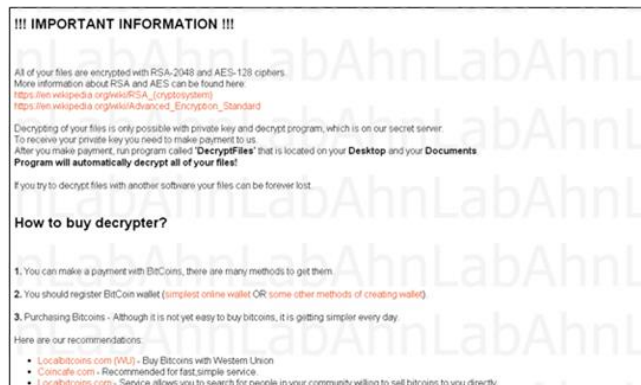 !!! IMPORTANT INFORMATION !!!
All of your files are encrypted with RSA-2048 and AES-128 ciphers.
More information about RSA and AES can be found here:
https://en.wikipedia.org/wiki/RSA_(cryptosystem)
https://en.wikipedia.org/wiki/Advanced_Encryption_Standard
Decrypting of your files is only possible with private key and decrypt program, which is on our secret server.
To receive your private key you need to make payment to us.
After you make payment, run program called "DecryptFiles" that is located on your Desktop and your Documents.
Program will automatically decrypt all of your files!
If you try to decrypt files with another software your files can be forever lost.
How to buy decrypter?
1. You can make a payment with BitCoins, there are many methods to get them.
2. You should register BitCoin wallet (simplest online wallet OR some other methods of creating wallet)
3. Purchasing Bitcoins - Although it is not yet easy to buy bitcoins, it is getting simpler every day.
Here are our recommendations:
• Localbitcoins.com (WU) - Buy Bitcoins with Western Union
• Coincafe.com - Recommended for fast,simple service.
• Localbitcoins.com - Service allows you to search for people in your community willing to sell bitcoins to you directly.
AhnLab